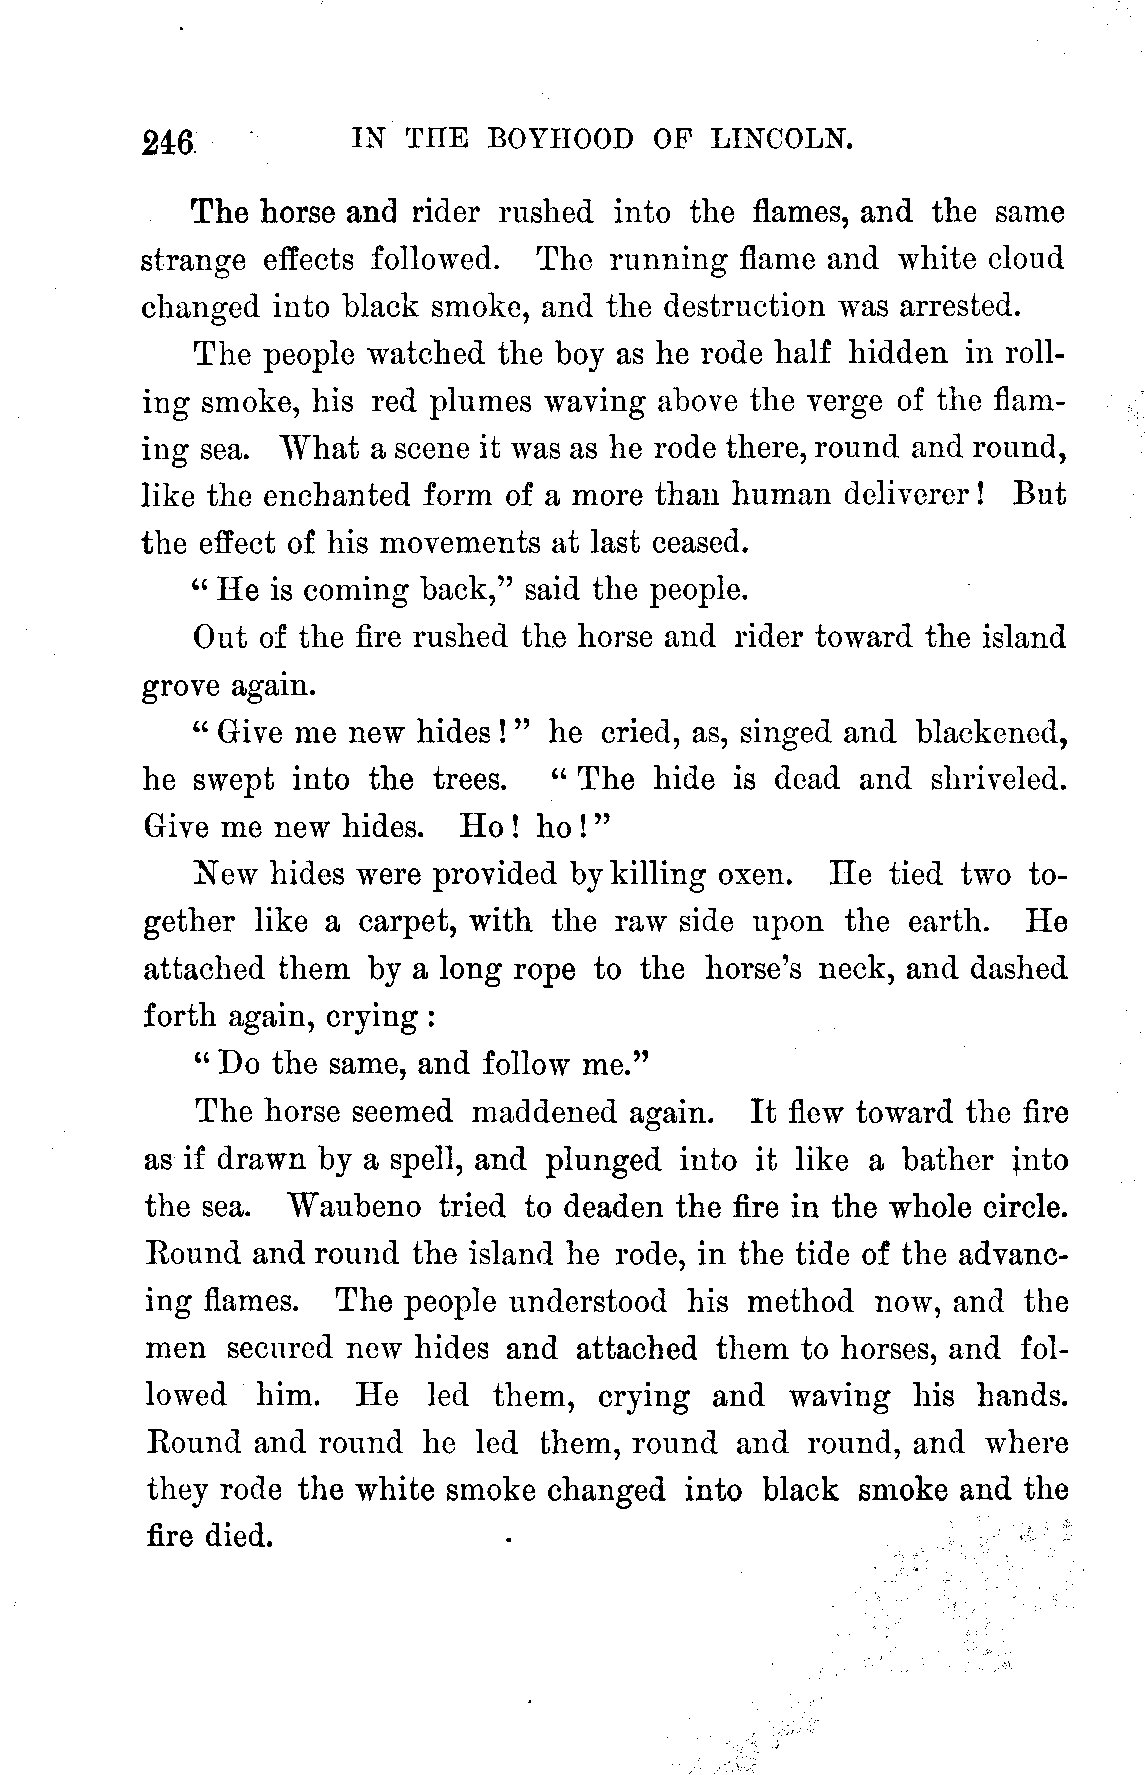 246 IN THE BOYHOOD OF LINCOLN.
The horse and rider rushed into the flames, and the same
strange effects followed. The running flame and white cloud
changed into black smoke, and the destruction was arrested.
The people watched the boy as he rode half hidden in roll-
ing smoke, his red plumes waving above the verge of the flam-
ing sea. What a scene it was as he rode there, round and round,
like the enchanted form of a more than human deliverer! But
the effect of his movements at last ceased.
“He is coming back,” said the people.
Out of the fire rushed the horse and rider toward the island
grove again.
“Give me new hides!” he cried, as, singed and blackened,
he swept into the trees. “The hide is dead and shriveled.
Give me new hides. Ho! ho!”
New hides were provided by killing oxen. He tied two to-
gether like a carpet, with the raw side upon the earth. He
attached them by a long rope to the horse’s neck, and dashed
forth again, crying:
“Do the same, and follow me.”
The horse seemed maddened again. It flew toward the fire
as if drawn by a spell, and plunged into it like a bather into
the sea. Waubeno tried to deaden the fire in the whole circle.
Round and round the island he rode, in the tide of the advanc-
ing flames. The people understood his method now, and the
men secured new hides and attached them to horses, and fol-
lowed him. He led them, crying and waving his hands.
Round and round he led them, round and round, and where
they rode the white smoke changed into black smoke and the
fire died.